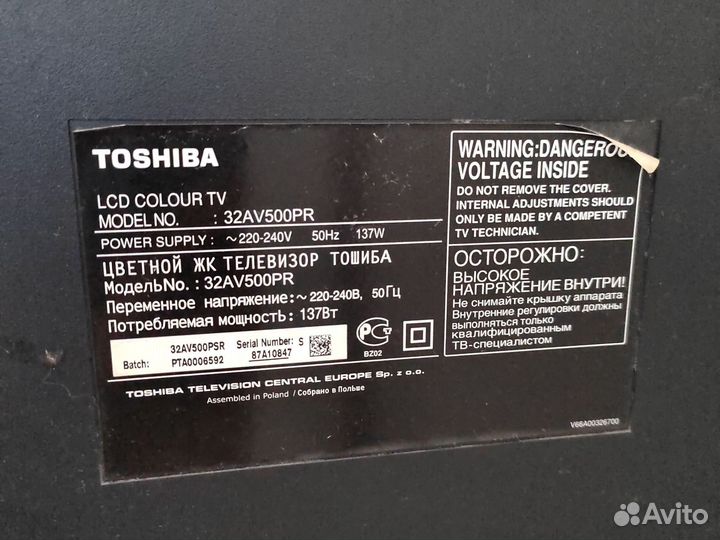 TOSHIBA
LCD COLOUR TV
MODEL NO. : 32AV500PR
POWER SUPPLY : ~220-240V 50Hz 137W
ЦВЕТНОЙ ЖК ТЕЛЕВИЗОР ТОШИБА
МодельNo. : 32AV500PR
Переменное напряжение: ~ 220-240В, 50Гц
Потребляемая мощность: 137Вт
32AV500PSR Serial Number: S
Batch: PTA0006592 87A10847
BZ02
TOSHIBA TELEVISION CENTRAL EUROPE Sp. z o.o.
Assembled in Poland / Собрано в Польше
WARNING:DANGEROUS
VOLTAGE INSIDE
DO NOT REMOVE THE COVER.
INTERNAL ADJUSTMENTS SHOULD
ONLY BE MADE BY A COMPETENT
TV TECHNICIAN.
ОСТОРОЖНО:
ВЫСОКОЕ
НАПРЯЖЕНИЕ ВНУТРИ!
Не снимайте крышку аппарата
Внутренние регулировки должны
выполняться только
квалифицированным
ТВ-специалистом
V66A00326700
Avito